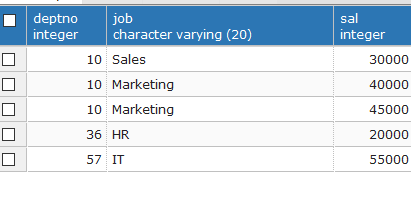 deptno job sal
integer character varying (20) integer
10 Sales 30000
10 Marketing 40000
10 Marketing 45000
36 HR 20000
57 IT 55000